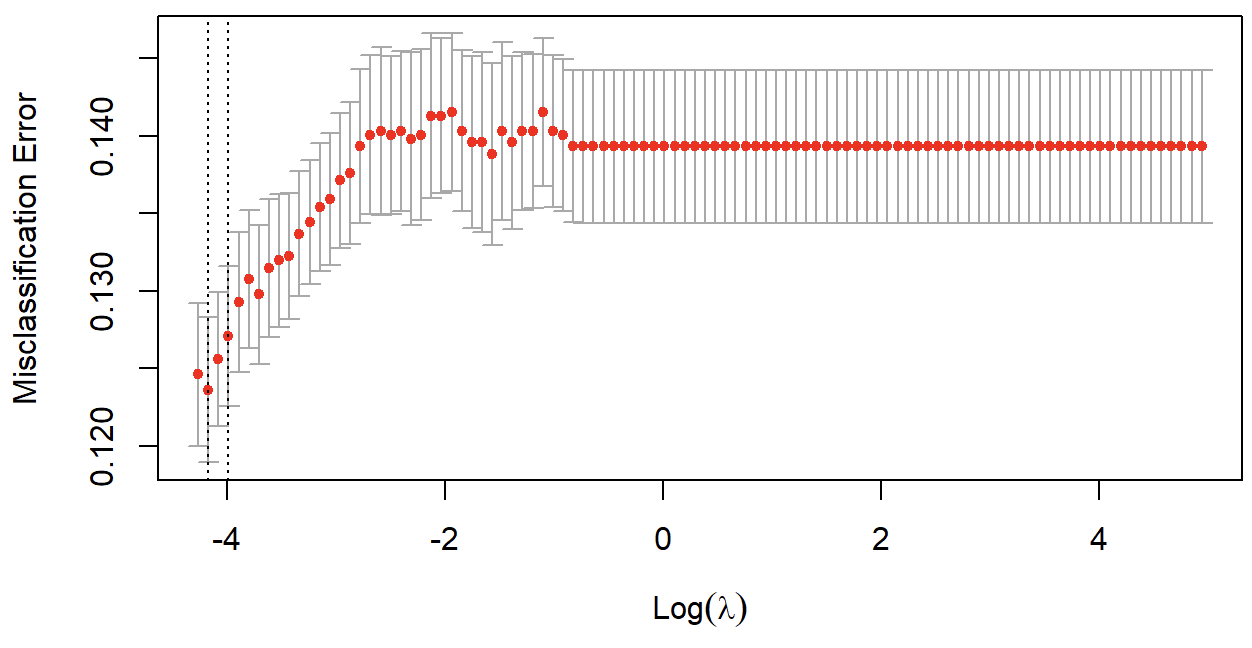 Misclassification Error
0.140
0.130
0.120
-4 -2 0 2 4
Log(λ)